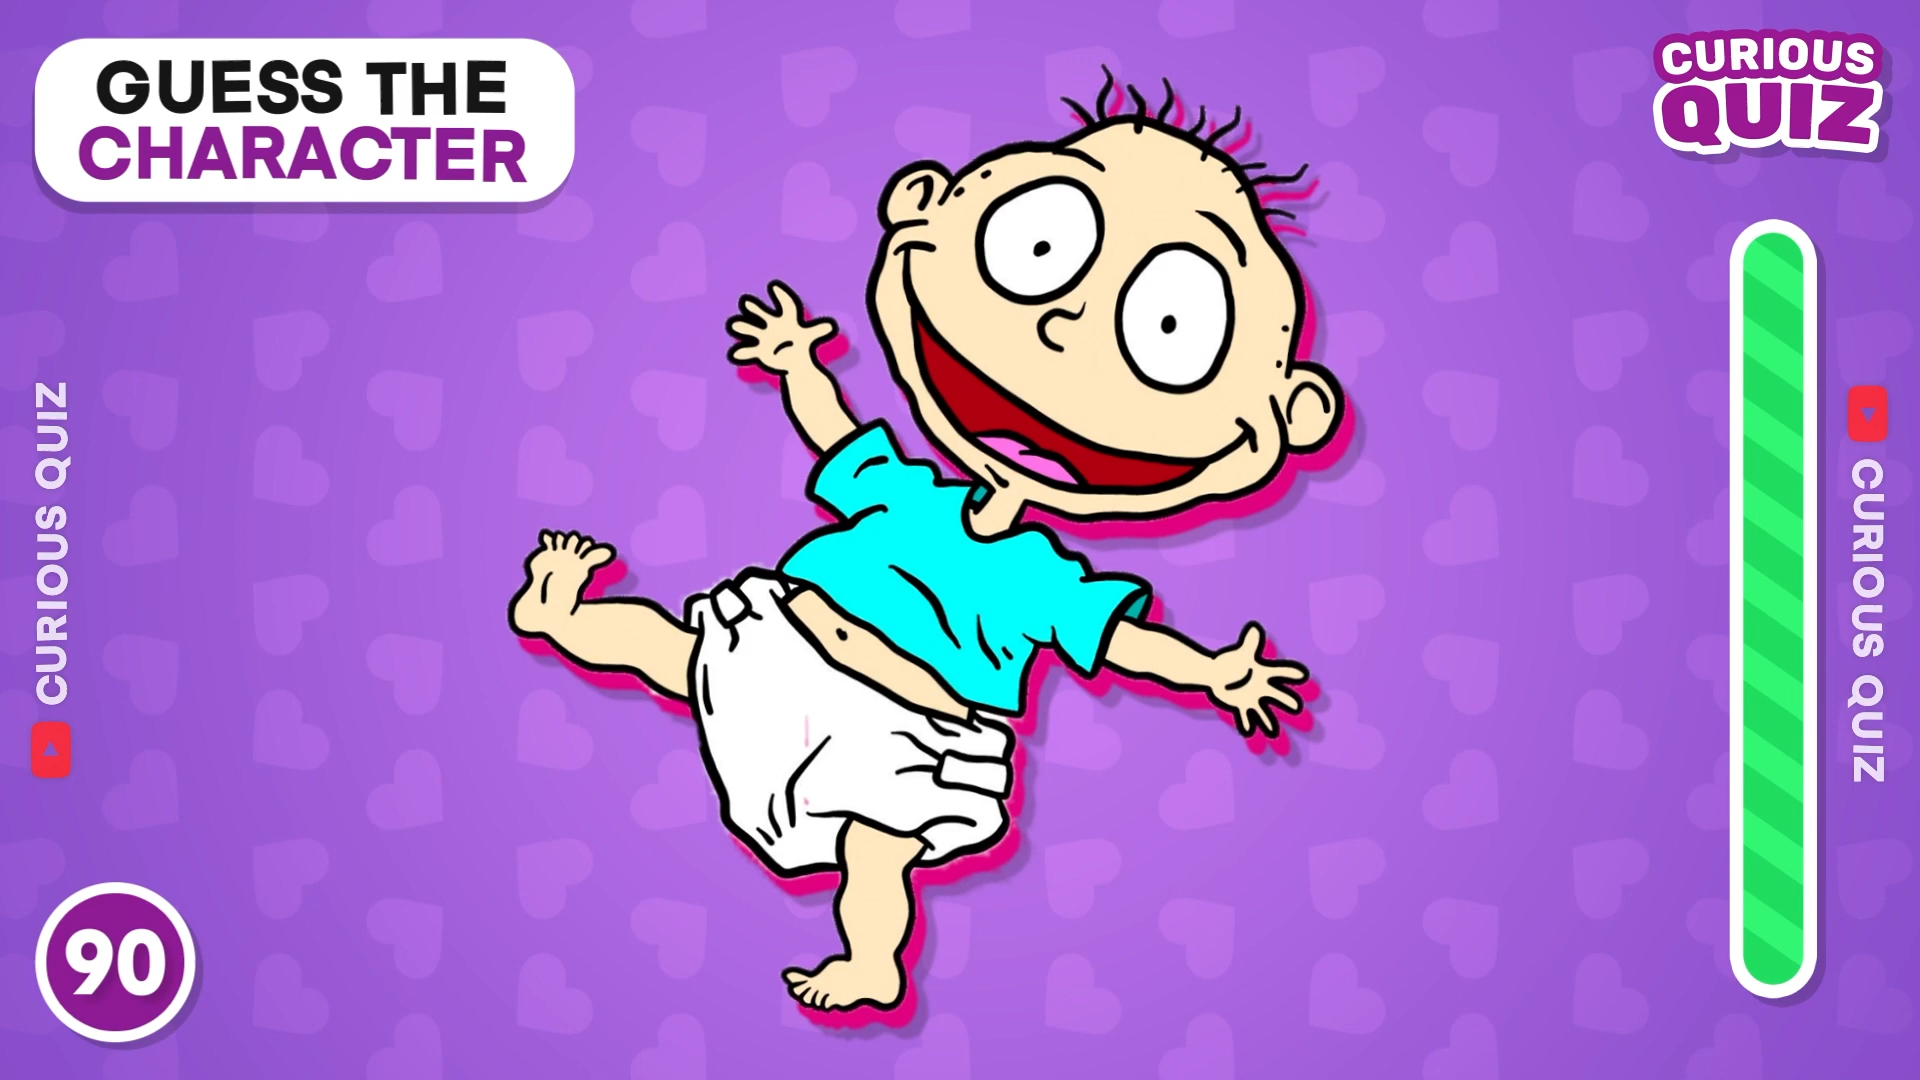 GUESS THE
CHARACTER
CURIOUS
QUIZ
CURIOUS QUIZ
CURIOUS QUIZ
90